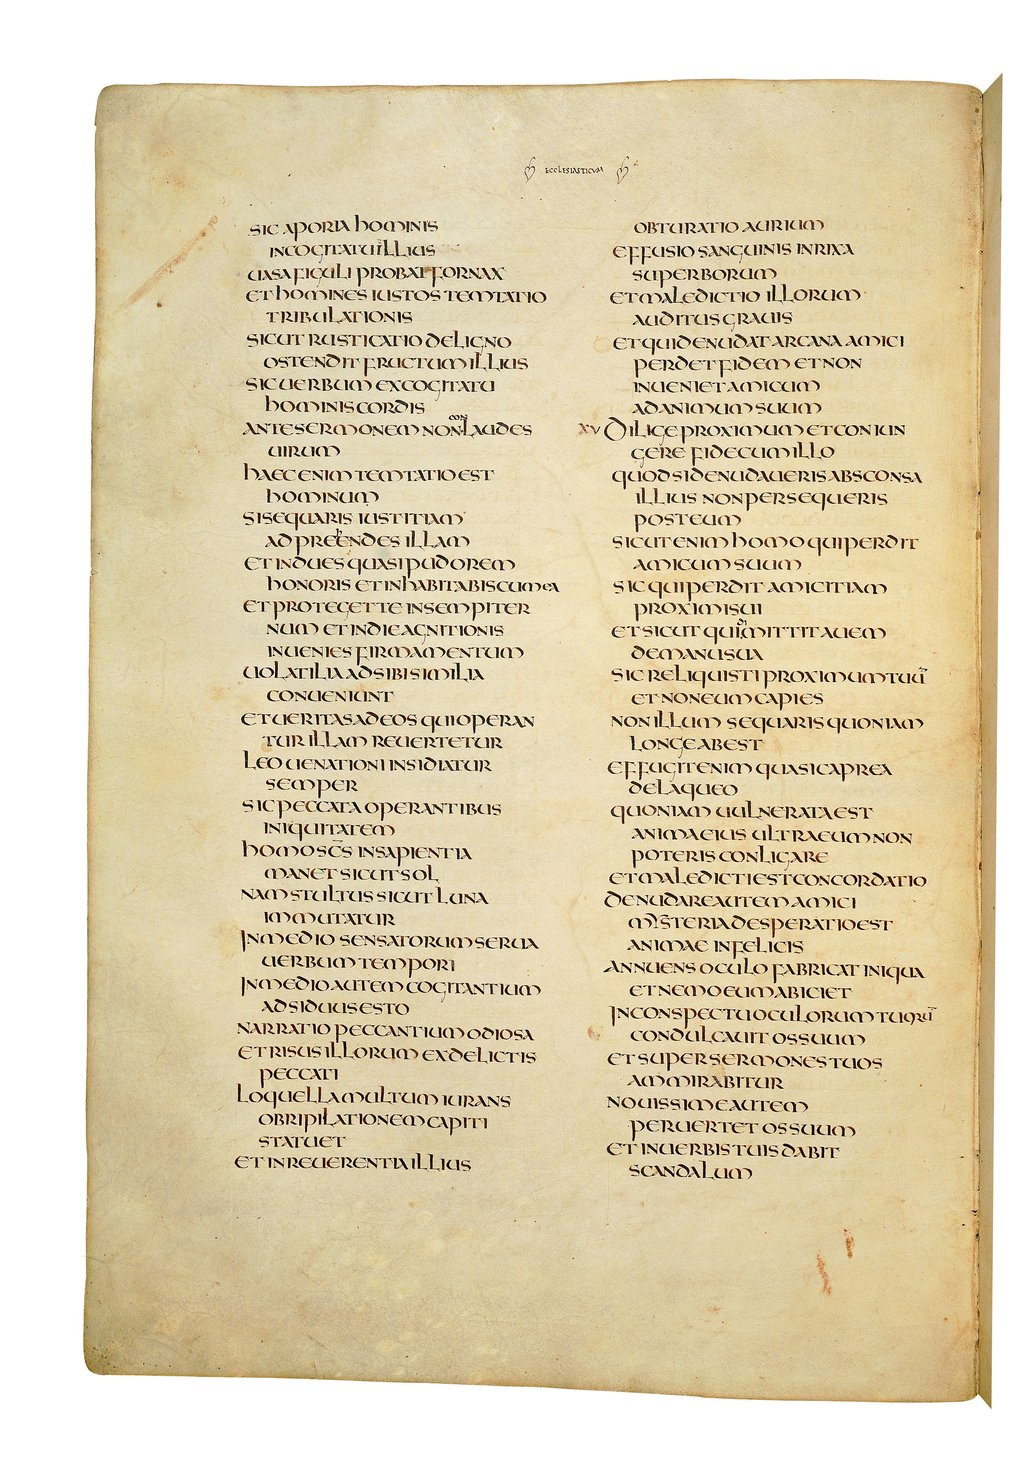 ECCLESIASTICUM
SIC APORIA HOMINIS
IN COGITATU ILLIUS
UASA FIGULI PROBAT FORNAX
ET HOMINES IUSTOS TEMTATIO
TRIBULATIONIS
SICUT RUSTICATIO DE LIGNO
OSTENDIT FRUCTUM ILLIUS
SIC UERBUM EX COGITATU
HOMINIS CORDIS
ANTE SERMONEM NON CONLAUDES
UIRUM
HAEC ENIM TEMTATIO EST
HOMINUM
SI SEQUARIS IUSTITIAM
ADPREHENDES ILLAM
ET INDUES QUASI PUDOREM
HONORIS ET INHABITABIS CUM EA
ET PROTEGET TE IN SEMPITER
NUM ET IN DIE AGNITIONIS
INUENIES FIRMAMENTUM
UOLATILIA AD SIBI SIMILIA
CONUENIUNT
ET UERITAS AD EOS QUI OPERAN
TUR ILLAM REUERTETUR
LEO UENATIONI INSIDIATUR
SEMPER
SIC PECCATA OPERANTIBUS
INIQUITATEM
HOMO SC̅S IN SAPIENTIA
MANET SICUT SOL
NAM STULTUS SICUT LUNA
IMMUTATUR
IN MEDIO SENSATORUM SERUA
UERBUM TEMPORI
IN MEDIO AUTEM COGITANTIUM
ADSIDUUS ESTO
NARRATIO PECCANTIUM ODIOSA
ET RISUS ILLORUM EX DELICTIS
PECCATI
LOQUELLA MULTUM IURANS
OBRIPILATIONEM CAPITI
STATUET
ET INREUERENTIA ILLIUS
OBTURATIO AURIUM
EFFUSIO SANGUINIS IN RIXA
SUPERBORUM
ET MALEDICTIO ILLORUM
AUDITUS GRAUIS
ET QUI DENUDAT ARCANA AMICI
PERDET FIDEM ET NON
INUENIET AMICUM
AD ANIMUM SUUM
XV DILIGE PROXIMUM ET CONIUN
GERE FIDE CUM ILLO
QUOD SI DENUDAUERIS ABSCONSA
ILLIUS NON PERSEQUERIS
POST EUM
SICUT ENIM HOMO QUI PERDIT
AMICUM SUUM
SIC QUI PERDIT AMICITIAM
PROXIMI SUI
ET SICUT QUI DIMITTIT AUEM
DE MANU SUA
SIC RELIQUISTI PROXIMUM TUU̅
ET NON EUM CAPIES
NON ILLUM SEQUARIS QUONIAM
LONGE ABEST
EFFUGIT ENIM QUASI CAPREA
DE LAQUEO
QUONIAM UULNERATA EST
ANIMA EIUS ULTRA EUM NON
POTERIS CONLIGARE
ET MALEDICTI EST CONCORDATIO
DENUDARE AUTEM AMICI
MYSTERIA DESPERATIO EST
ANIMAE INFELICIS
ANNUENS OCULO FABRICAT INIQUA
ET NEMO EUM ABICIET
IN CONSPECTU OCULORUM TUORU̅
CONDULCAUIT OS SUUM
ET SUPER SERMONES TUOS
AMMIRABITUR
NOUISSIME AUTEM
PERUERTET OS SUUM
ET IN UERBIS TUIS DABIT
SCANDALUM